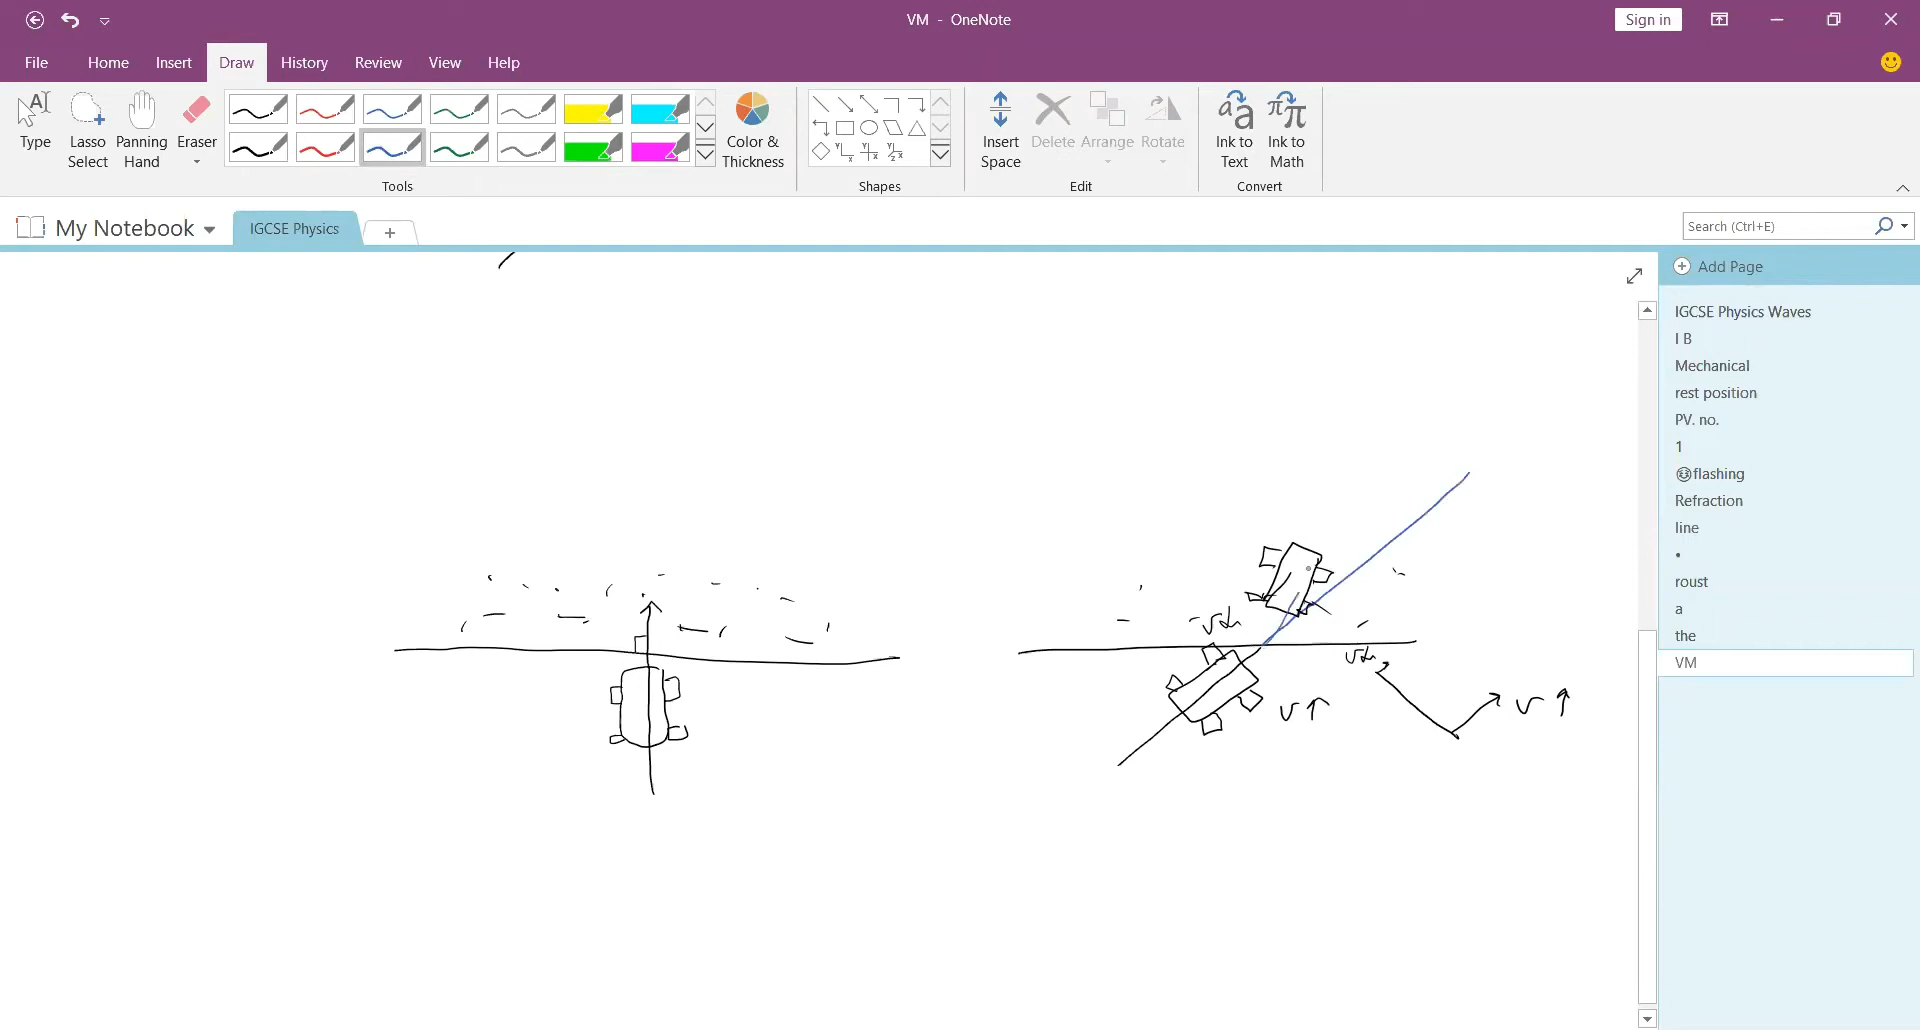 VM - OneNote
Sign in
File Home Insert Draw History Review View Help
Type
Lasso Select
Panning Hand
Eraser
Color & Thickness
Insert Space
Delete
Arrange
Rotate
Ink to Text
Ink to Math
Tools
Shapes
Edit
Convert
My Notebook
IGCSE Physics
Search (Ctrl+E)
Add Page
IGCSE Physics Waves
I B
Mechanical
rest position
PV. no.
1
flashing
Refraction
line
•
roust
a
the
VM
v↓
v↓
v↑
v↑